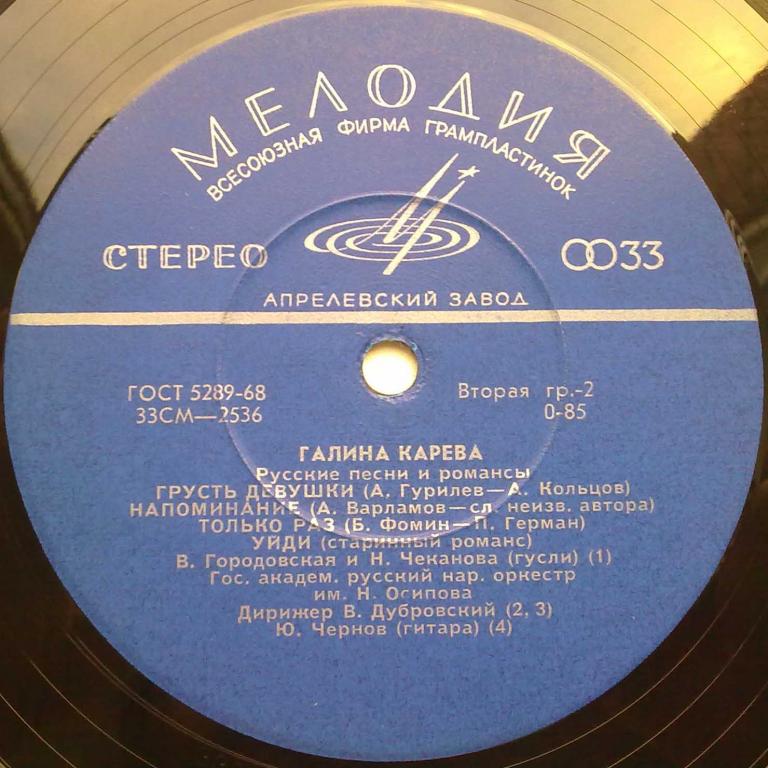 МЕЛОДИЯ
ВСЕСОЮЗНАЯ ФИРМА ГРАМПЛАСТИНОК
СТЕРЕО 33
АПРЕЛЕВСКИЙ ЗАВОД
ГОСТ 5289-68 Вторая гр.-2
33СМ—2536 0-85
ГАЛИНА КАРЕВА
Русские песни и романсы
ГРУСТЬ ДЕВУШКИ (А. Гурилев—А. Кольцов)
НАПОМИНАНИЕ (А. Варламов—сл. неизв. автора)
ТОЛЬКО РАЗ (Б. Фомин—П. Герман)
УЙДИ (старинный романс)
В. Городовская и Н. Чеканова (гусли) (1)
Гос. академ. русский нар. оркестр
им. Н. Осипова
Дирижер В. Дубровский (2, 3)
Ю. Чернов (гитара) (4)